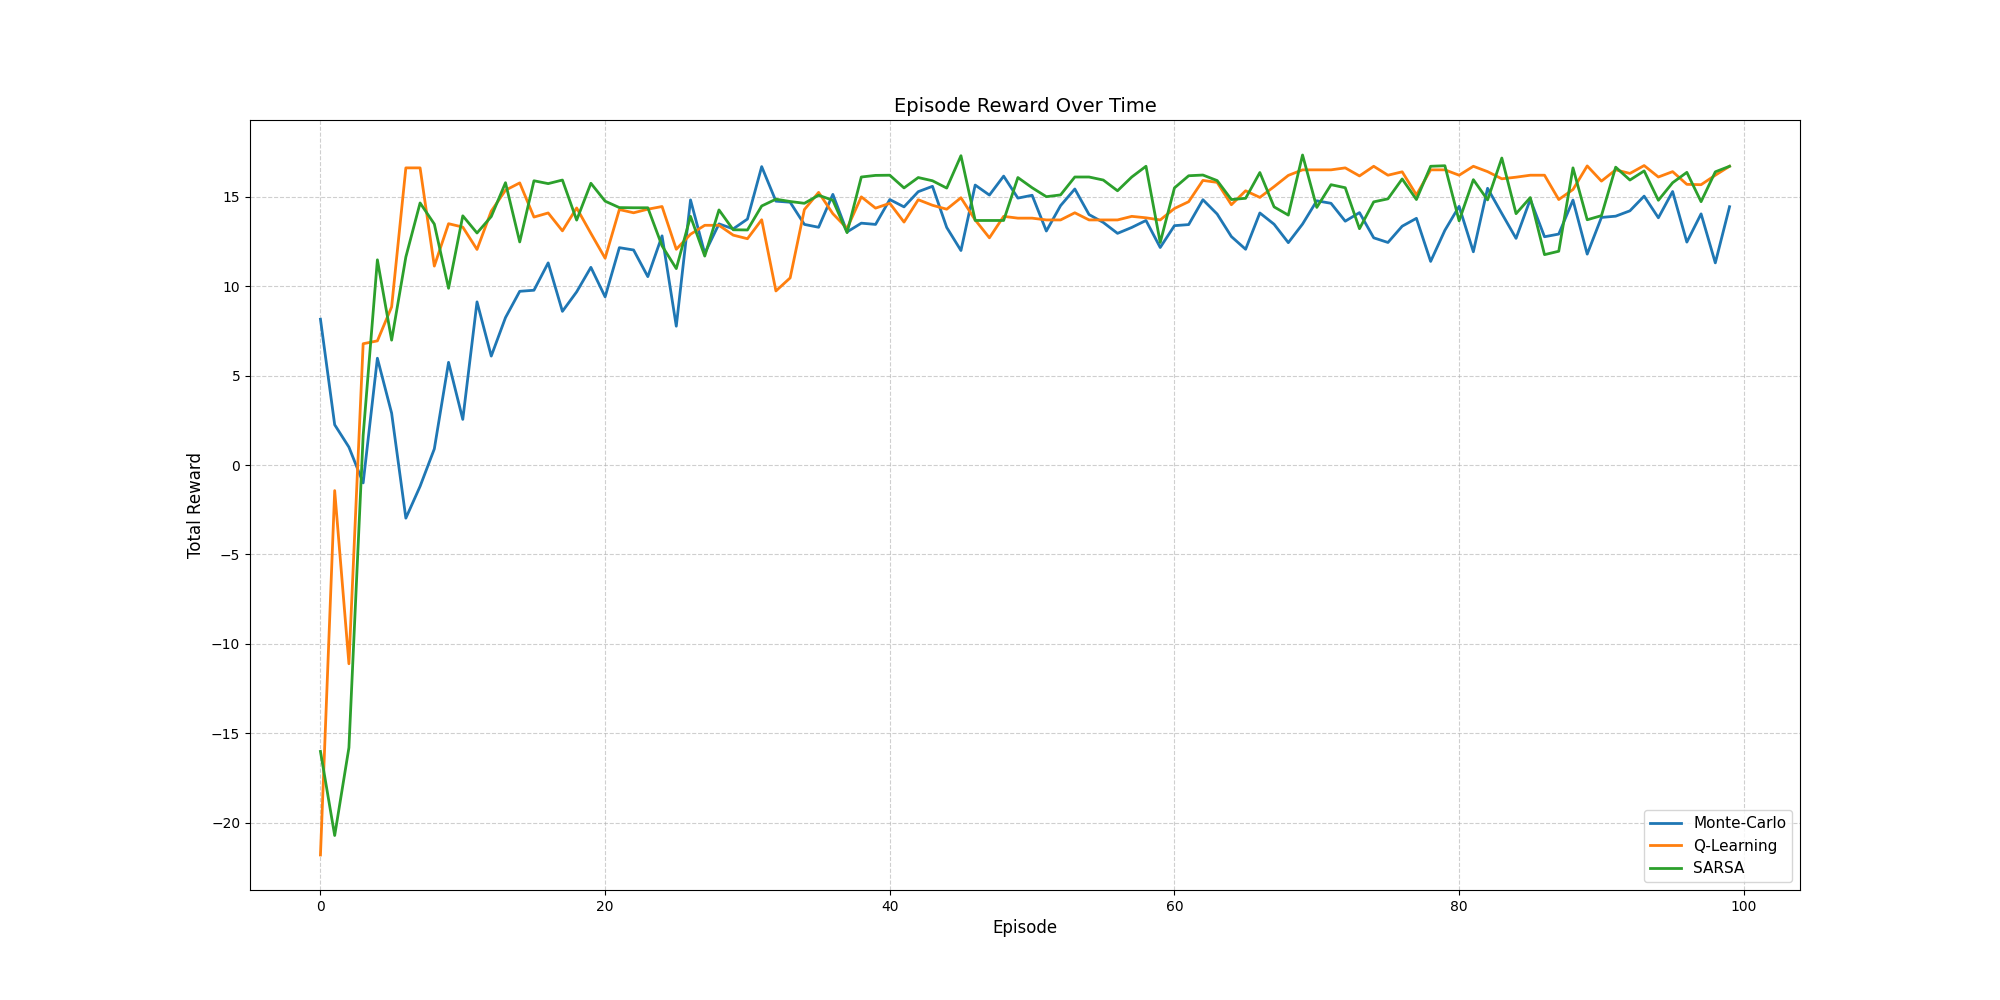 Episode Reward Over Time
Total Reward
15
10
5
0
−5
−10
−15
−20
0
20
40
60
80
100
Episode
Monte-Carlo
Q-Learning
SARSA